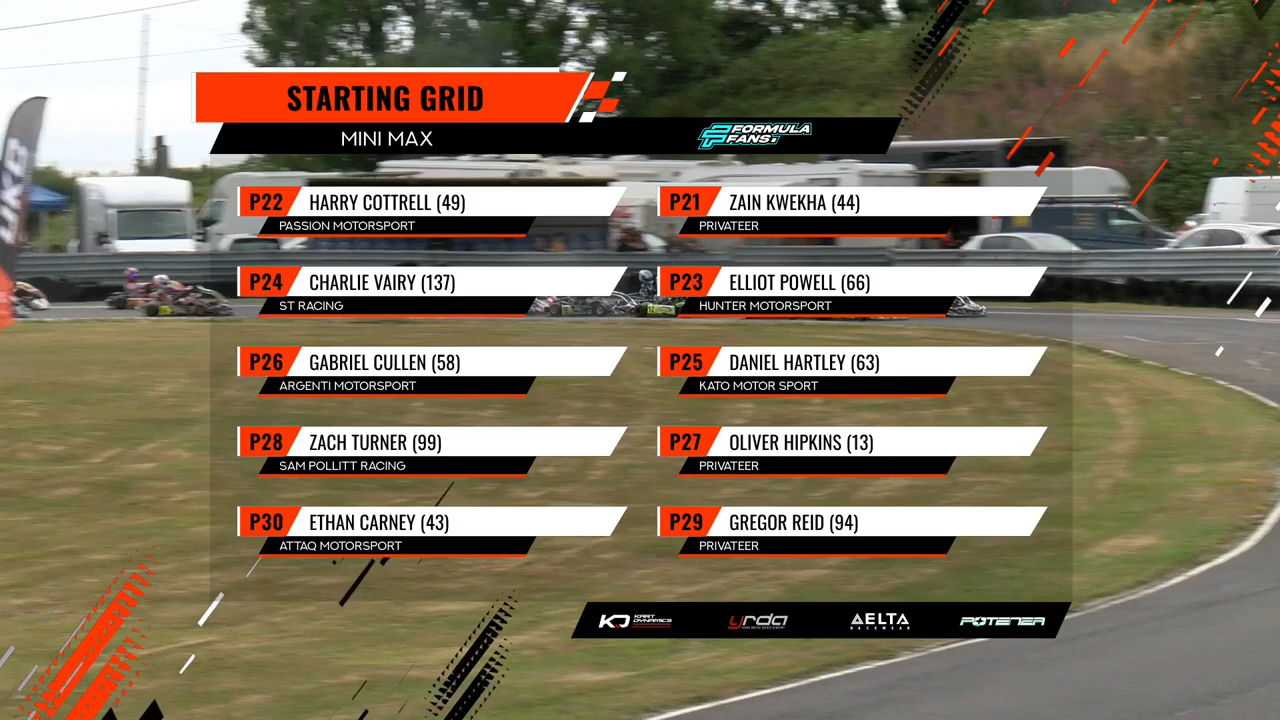 STARTING GRID
MINI MAX
FORMULA FANS
P22 HARRY COTTRELL (49)
PASSION MOTORSPORT
P21 ZAIN KWEKHA (44)
PRIVATEER
P24 CHARLIE VAIRY (137)
ST RACING
P23 ELLIOT POWELL (66)
HUNTER MOTORSPORT
P26 GABRIEL CULLEN (58)
ARGENTI MOTORSPORT
P25 DANIEL HARTLEY (63)
KATO MOTOR SPORT
P28 ZACH TURNER (99)
SAM POLLITT RACING
P27 OLIVER HIPKINS (13)
PRIVATEER
P30 ETHAN CARNEY (43)
ATTAQ MOTORSPORT
P29 GREGOR REID (94)
PRIVATEER
KD KART DYNAMICS
yrda
AELTA
RACEWEAR
POTENZA